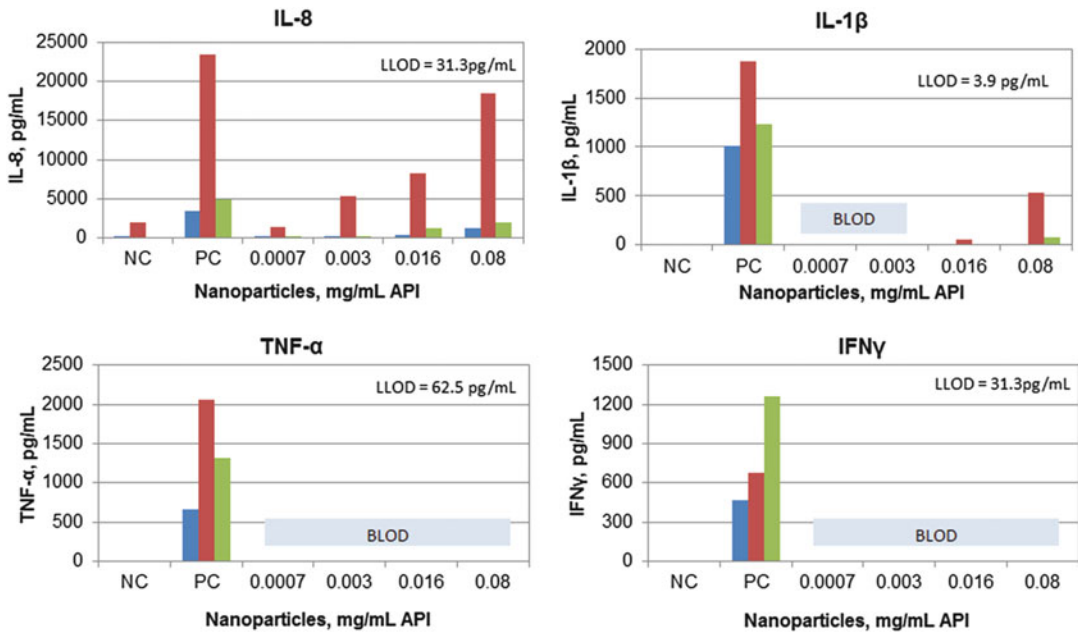 IL-8
25000
20000
15000
10000
5000
0
IL-8, pg/mL
LLOD = 31.3pg/mL
NC PC 0.0007 0.003 0.016 0.08
Nanoparticles, mg/mL API
IL-1β
2000
1500
1000
500
0
IL-1β, pg/mL
LLOD = 3.9 pg/mL
BLOD
NC PC 0.0007 0.003 0.016 0.08
Nanoparticles, mg/mL API
TNF-α
2500
2000
1500
1000
500
0
TNF-α, pg/mL
LLOD = 62.5 pg/mL
BLOD
NC PC 0.0007 0.003 0.016 0.08
Nanoparticles, mg/mL API
IFNγ
1500
1200
900
600
300
0
IFNγ, pg/mL
LLOD = 31.3pg/mL
BLOD
NC PC 0.0007 0.003 0.016 0.08
Nanoparticles, mg/mL API